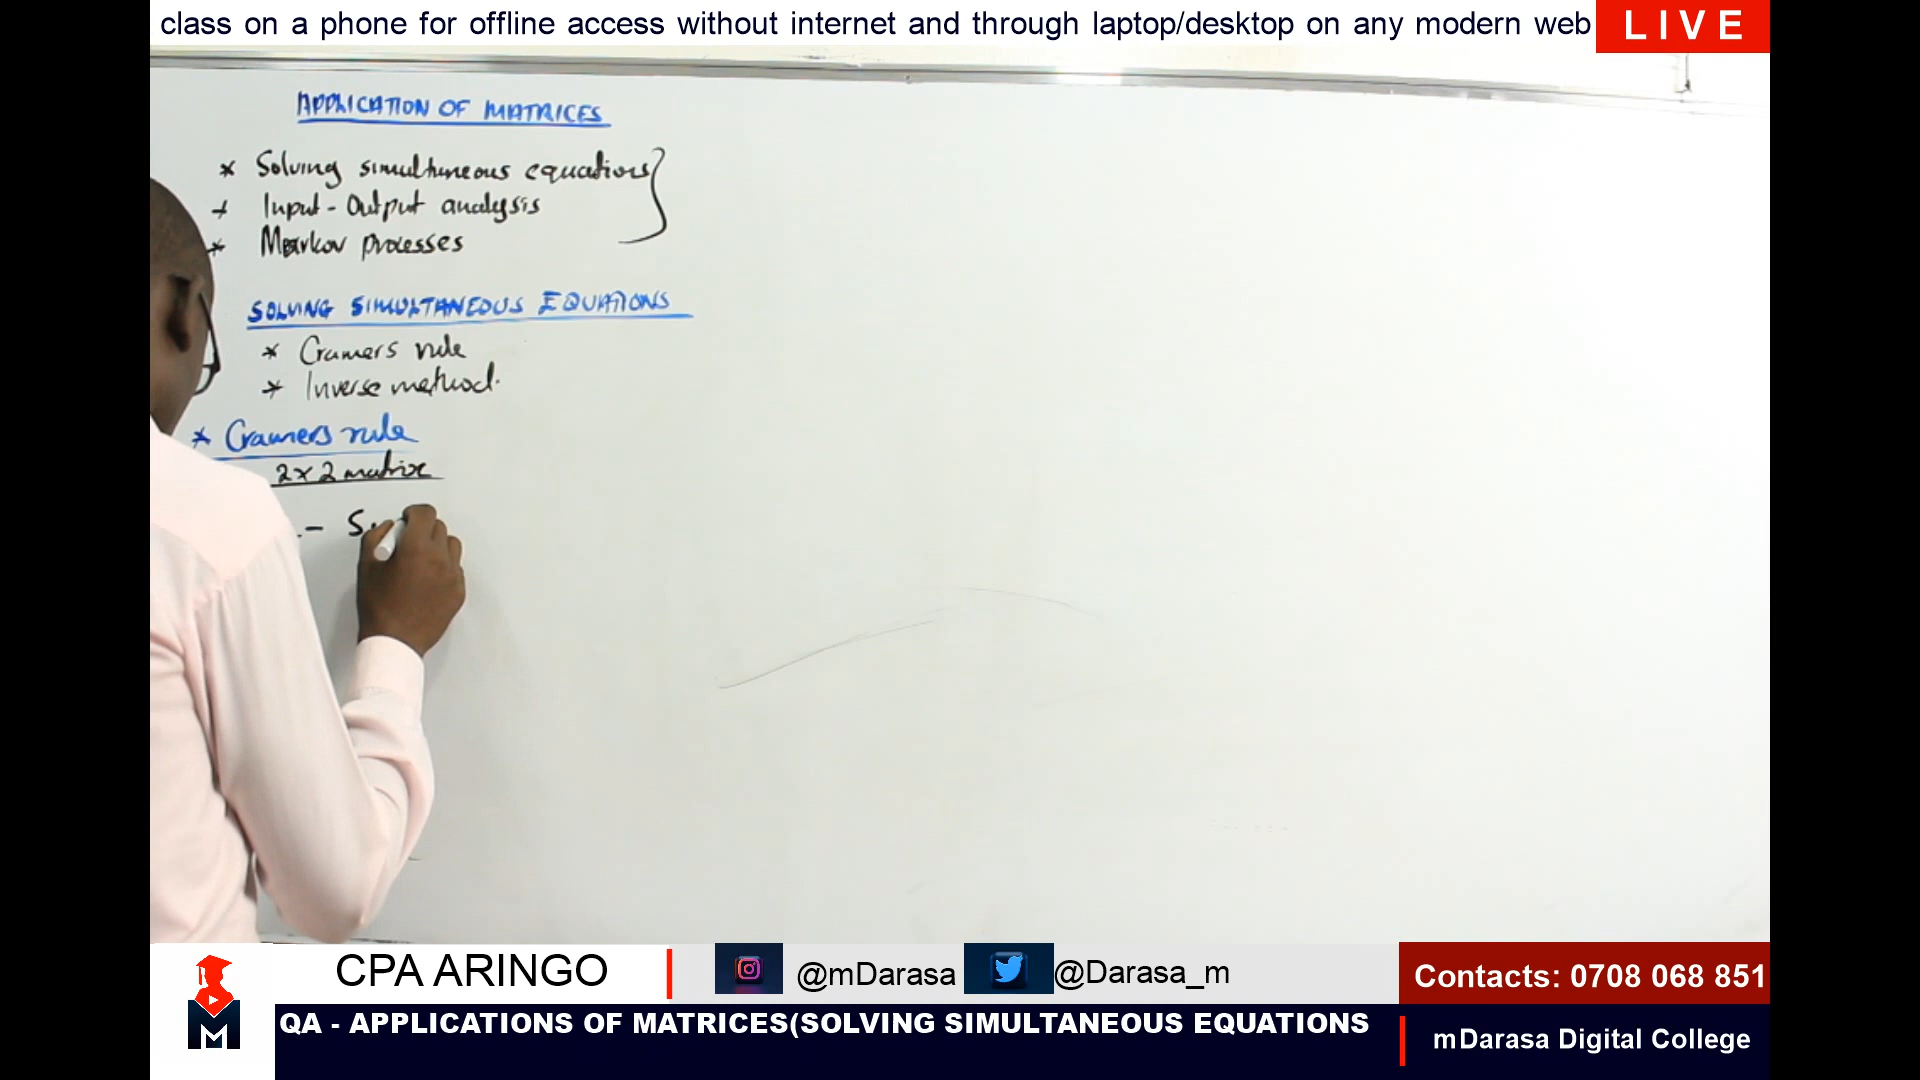 class on a phone for offline access without internet and through laptop/desktop on any modern web
LIVE
APPLICATION OF MATRICES
* Solving simultaneous equations
* Input - Output analysis
* Markov processes
SOLVING SIMULTANEOUS EQUATIONS
* Cramers rule
* Inverse method.
* Cramers rule
2x2 matrix
CPA ARINGO
@mDarasa
@Darasa_m
Contacts: 0708 068 851
M
QA - APPLICATIONS OF MATRICES(SOLVING SIMULTANEOUS EQUATIONS
mDarasa Digital College